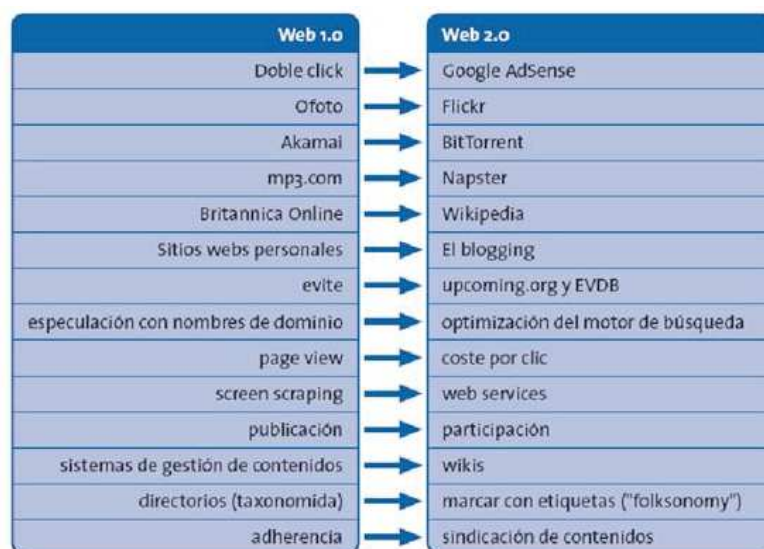 Web 1.0 Web 2.0
Doble click Google AdSense
Ofoto Flickr
Akamai BitTorrent
mp3.com Napster
Britannica Online Wikipedia
Sitios webs personales El blogging
evite upcoming.org y EVDB
especulación con nombres de dominio optimización del motor de búsqueda
page view coste por clic
screen scraping web services
publicación participación
sistemas de gestión de contenidos wikis
directorios (taxonomida) marcar con etiquetas ("folksonomy")
adherencia sindicación de contenidos